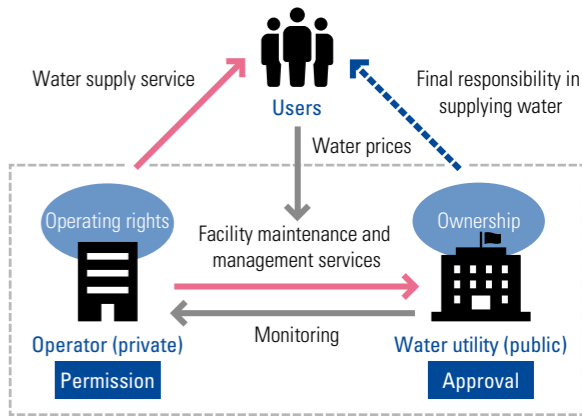 Water supply service
Users
Final responsibility in
supplying water
Water prices
Operating rights
Ownership
Facility maintenance and
management services
Monitoring
Operator (private)
Water utility (public)
Permission
Approval